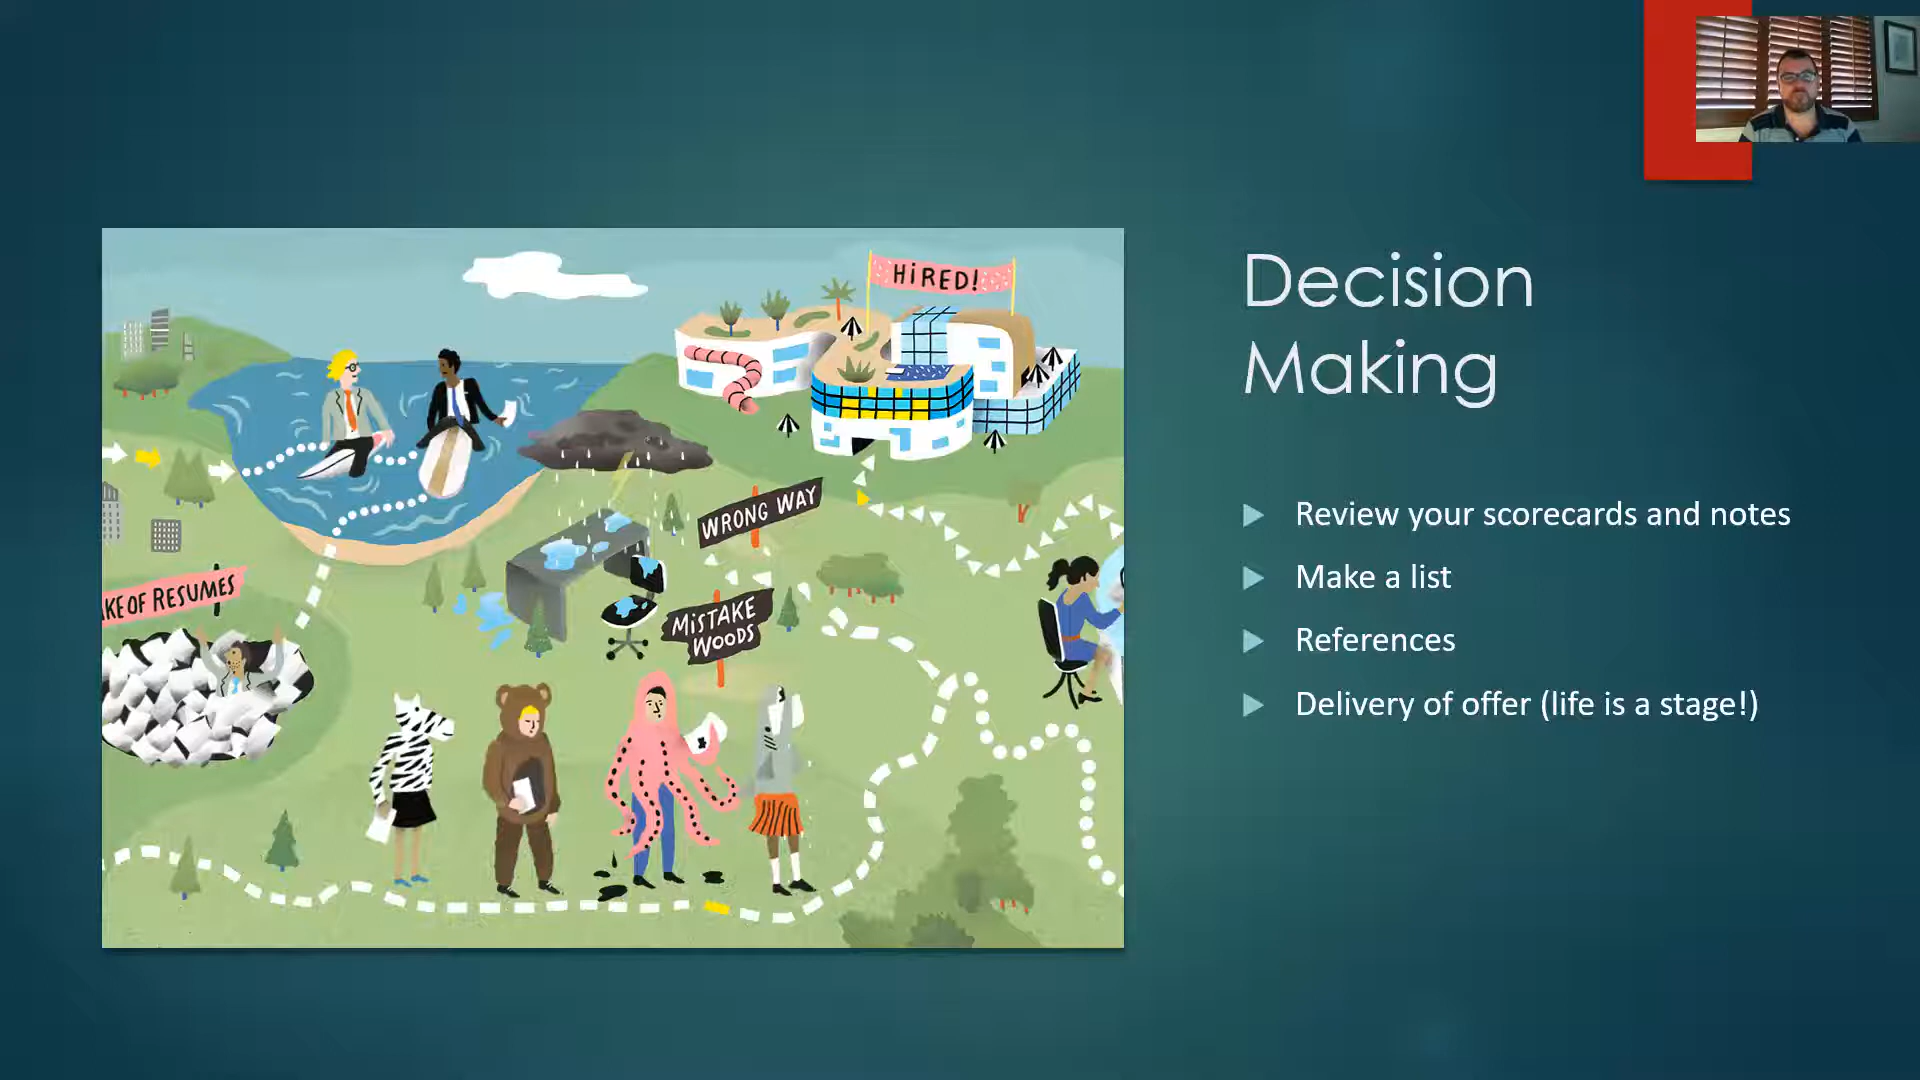 HiRED!
WRONG WAY
KE OF RESUMES
MiSTAKE
WOODS
Decision
Making
Review your scorecards and notes
Make a list
References
Delivery of offer (life is a stage!)